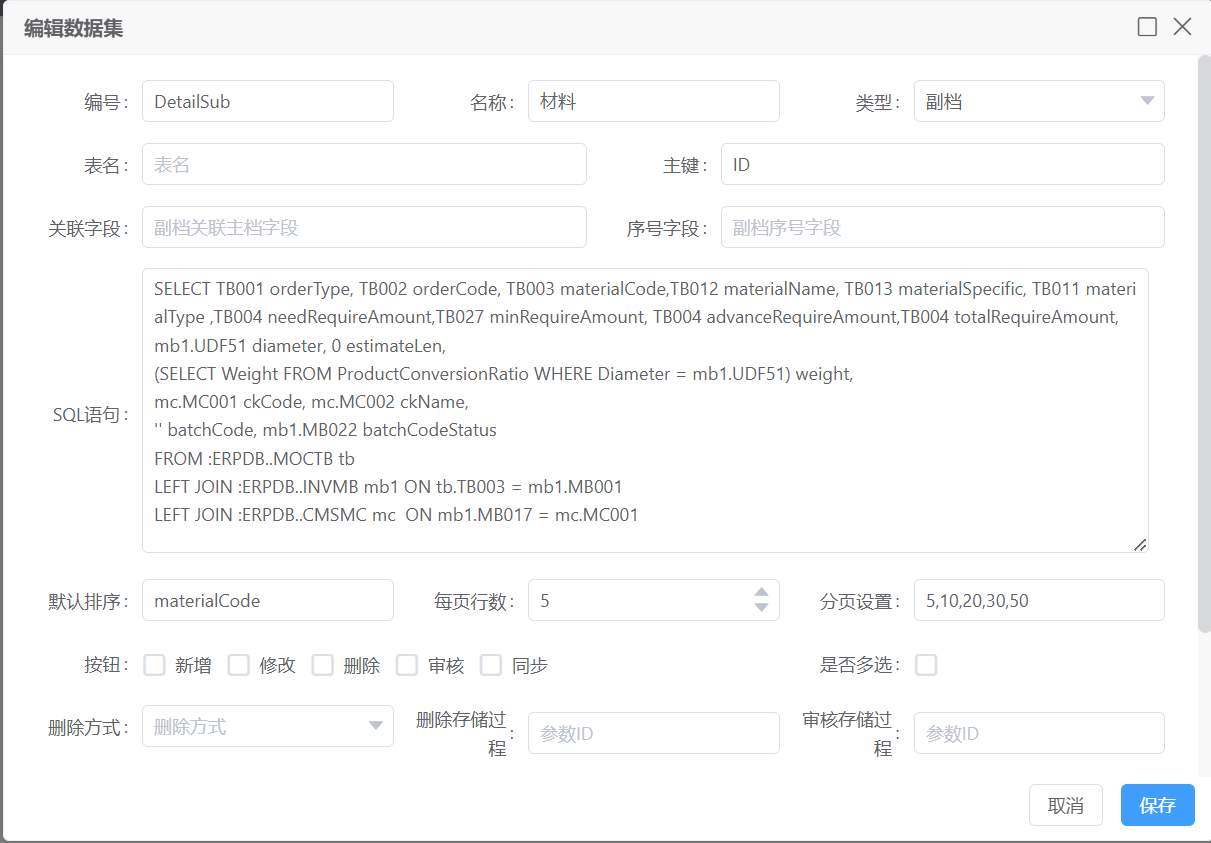 编辑数据集
编号: DetailSub 名称: 材料 类型: 副档
表名: 表名 主键: ID
关联字段: 副档关联主档字段 序号字段: 副档序号字段
SQL语句:
SELECT TB001 orderType, TB002 orderCode, TB003 materialCode,TB012 materialName, TB013 materialSpecific, TB011 materi
alType ,TB004 needRequireAmount,TB027 minRequireAmount, TB004 advanceRequireAmount,TB004 totalRequireAmount,
mb1.UDF51 diameter, 0 estimateLen,
(SELECT Weight FROM ProductConversionRatio WHERE Diameter = mb1.UDF51) weight,
mc.MC001 ckCode, mc.MC002 ckName,
'' batchCode, mb1.MB022 batchCodeStatus
FROM :ERPDB..MOCTB tb
LEFT JOIN :ERPDB..INVMB mb1 ON tb.TB003 = mb1.MB001
LEFT JOIN :ERPDB..CMSMC mc  ON mb1.MB017 = mc.MC001
默认排序: materialCode 每页行数: 5 分页设置: 5,10,20,30,50
按钮: 新增 修改 删除 审核 同步 是否多选:
删除方式: 删除方式 删除存储过程: 参数ID 审核存储过程: 参数ID
取消 保存